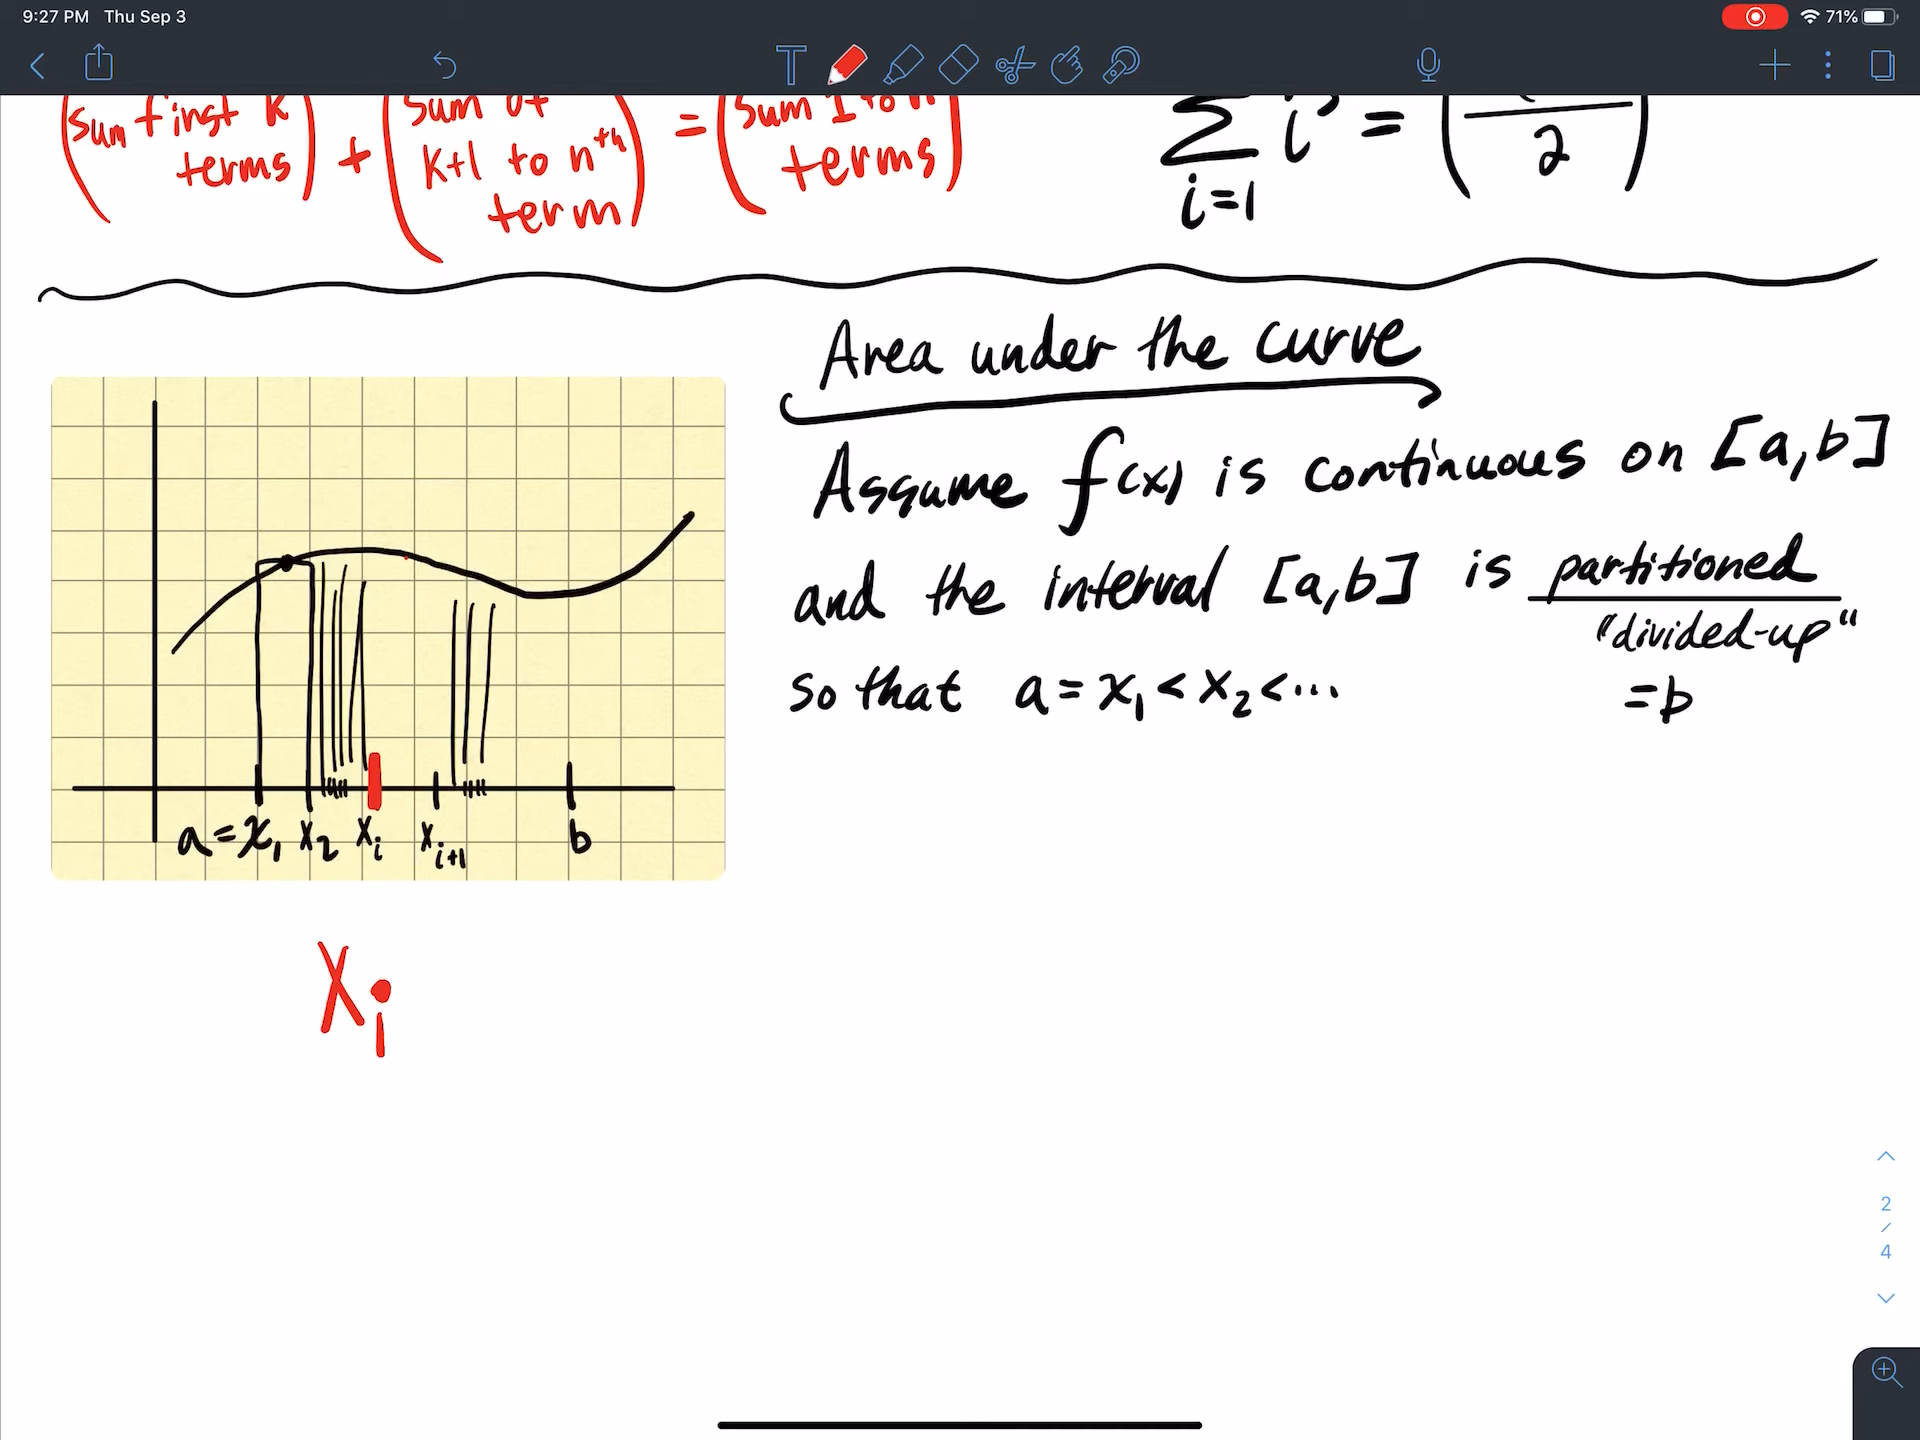 9:27 PM Thu Sep 3
71%
(sum first k terms) + (sum of k+1 to n^th term) = (sum 1 to n terms)
∑ i=1 i³ = ( / 2 )
Area under the curve
Assume f(x) is continuous on [a,b]
and the interval [a,b] is partitioned
"divided-up"
so that a = x₁ < x₂ < ... = b
a = x₁ x₂ xᵢ xᵢ₊₁ b
xᵢ
2
/
4